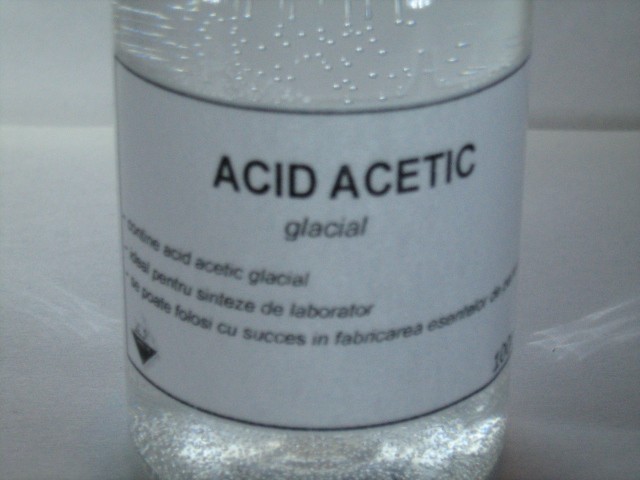 ACID ACETIC
glacial
- contine acid acetic glacial
- ideal pentru sinteze de laborator
- se poate folosi cu succes in fabricarea esentelor de
100